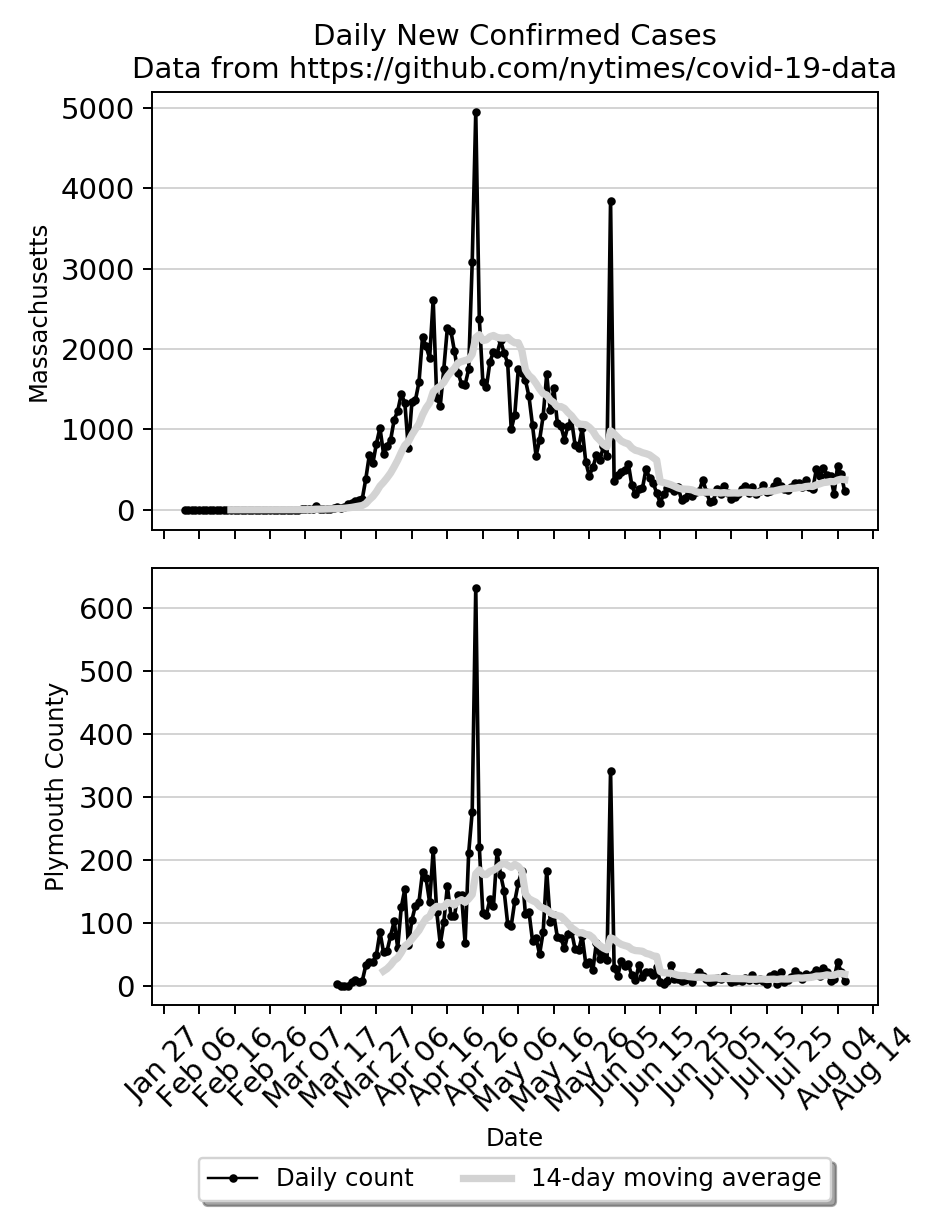 Daily New Confirmed Cases
Data from https://github.com/nytimes/covid-19-data
5000
4000
3000
2000
1000
0
Massachusetts
600
500
400
300
200
100
0
Plymouth County
Jan 27
Feb 06
Feb 16
Feb 26
Mar 07
Mar 17
Mar 27
Apr 06
Apr 16
Apr 26
May 06
May 16
May 26
Jun 05
Jun 15
Jun 25
Jul 05
Jul 15
Jul 25
Aug 04
Aug 14
Date
Daily count
14-day moving average